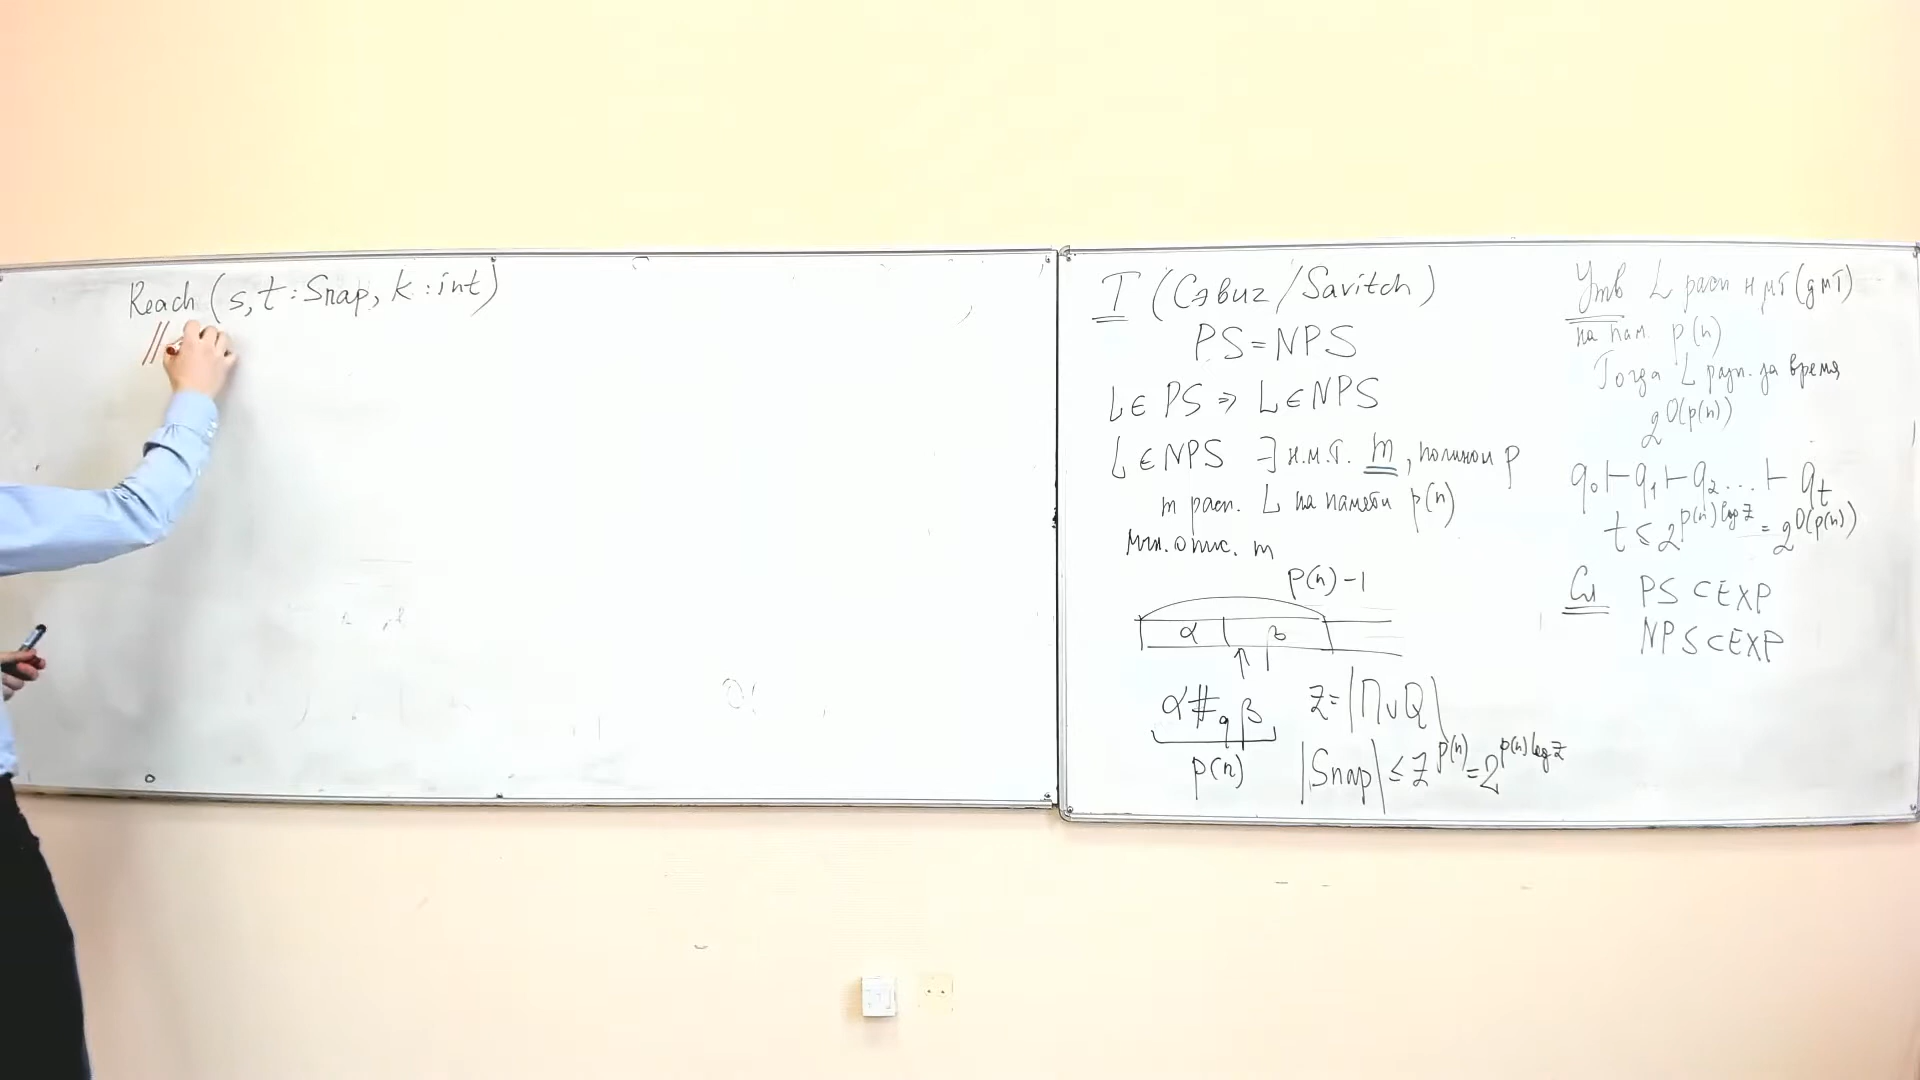 Reach (s, t : Snap, k : int)
//
T (Сэвич / Savitch)
PS = NPS
L ∈ PS ⇒ L ∈ NPS
L ∈ NPS ∃ н.м.т. m, полином p
m расп. L на памяти p(n)
мгн. опис. m
p(n)-1
α β
α #q β
p(n)
Z = |Π ∪ Q|
|Snap| ≤ Z^p(n) = 2^p(n) log Z
Утв L расп НМТ (ДМТ)
на пам. p(n)
Тогда L расп. за время
2^O(p(n))
q0 ⊢ q1 ⊢ q2 ... ⊢ qt
t ≤ 2^p(n) log Z = 2^O(p(n))
Сл PS ⊂ EXP
NPS ⊂ EXP